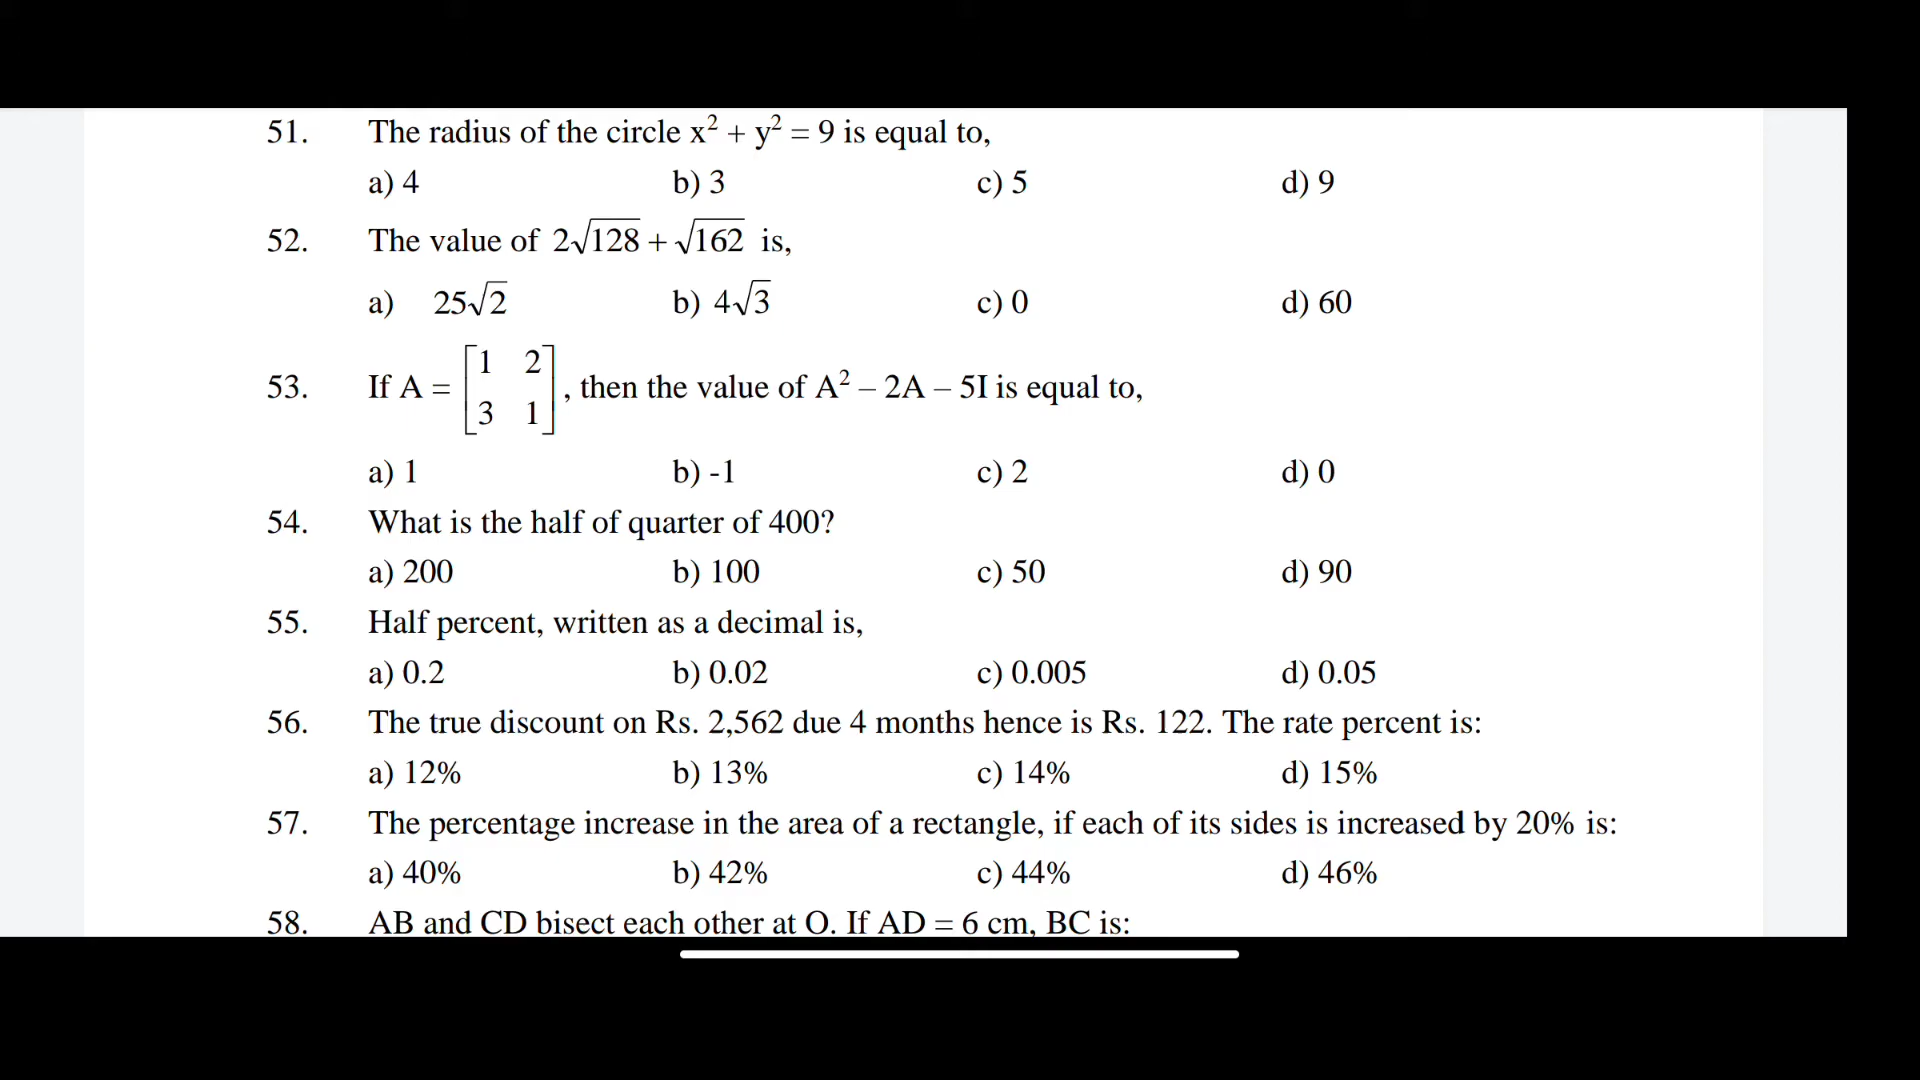 51. The radius of the circle x² + y² = 9 is equal to,
a) 4 b) 3 c) 5 d) 9
52. The value of 2√128 + √162 is,
a) 25√2 b) 4√3 c) 0 d) 60
53. If A = [1 2; 3 1], then the value of A² – 2A – 5I is equal to,
a) 1 b) -1 c) 2 d) 0
54. What is the half of quarter of 400?
a) 200 b) 100 c) 50 d) 90
55. Half percent, written as a decimal is,
a) 0.2 b) 0.02 c) 0.005 d) 0.05
56. The true discount on Rs. 2,562 due 4 months hence is Rs. 122. The rate percent is:
a) 12% b) 13% c) 14% d) 15%
57. The percentage increase in the area of a rectangle, if each of its sides is increased by 20% is:
a) 40% b) 42% c) 44% d) 46%
58. AB and CD bisect each other at O. If AD = 6 cm, BC is: